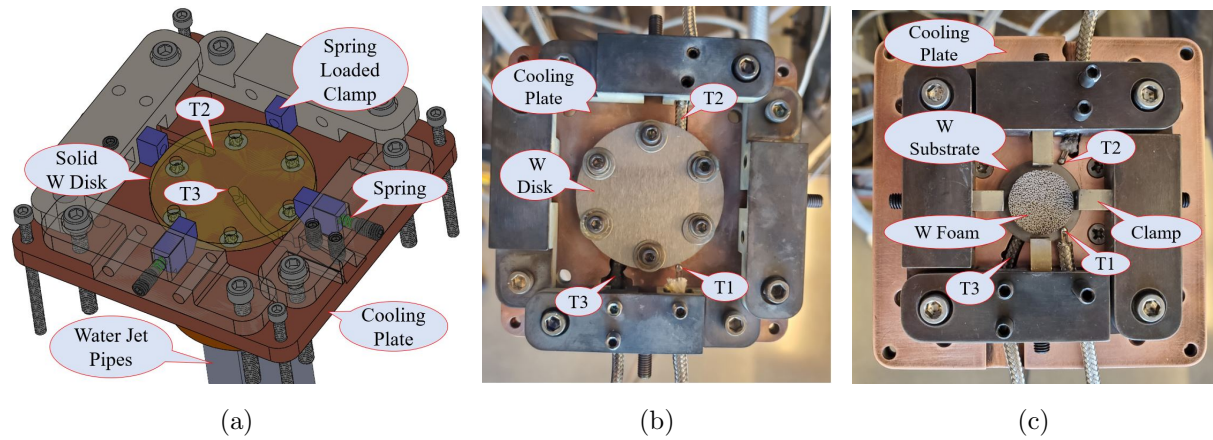 Spring
Loaded
Clamp
T2
Solid
W Disk
T3
Spring
Water Jet
Pipes
Cooling
Plate
(a)
Cooling
Plate
T2
W
Disk
T3
T1
(b)
Cooling
Plate
W
Substrate
T2
W Foam
Clamp
T3
T1
(c)